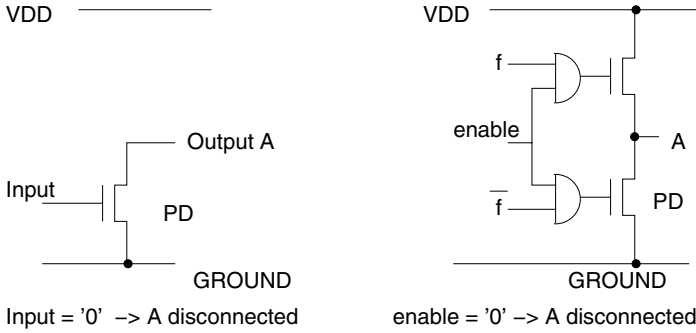 VDD
Output A
Input
PD
GROUND
Input = '0' –> A disconnected
VDD
f
enable
A
f̅
PD
GROUND
enable = '0' –> A disconnected